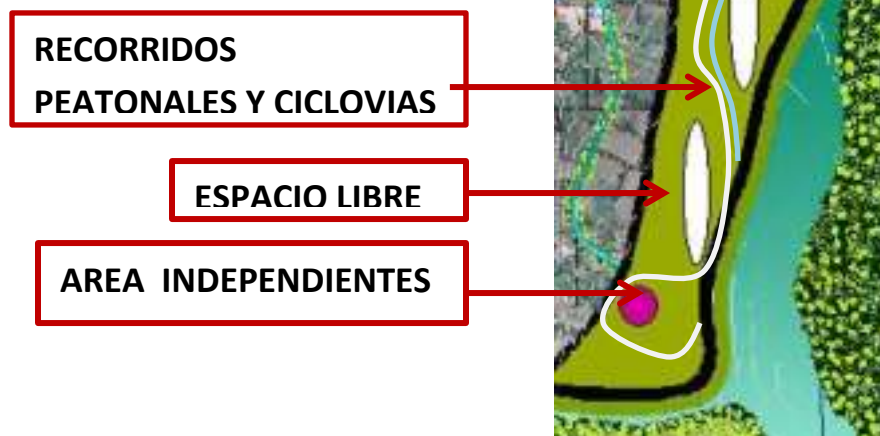 RECORRIDOS
PEATONALES Y CICLOVIAS
ESPACIO LIBRE
AREA INDEPENDIENTES